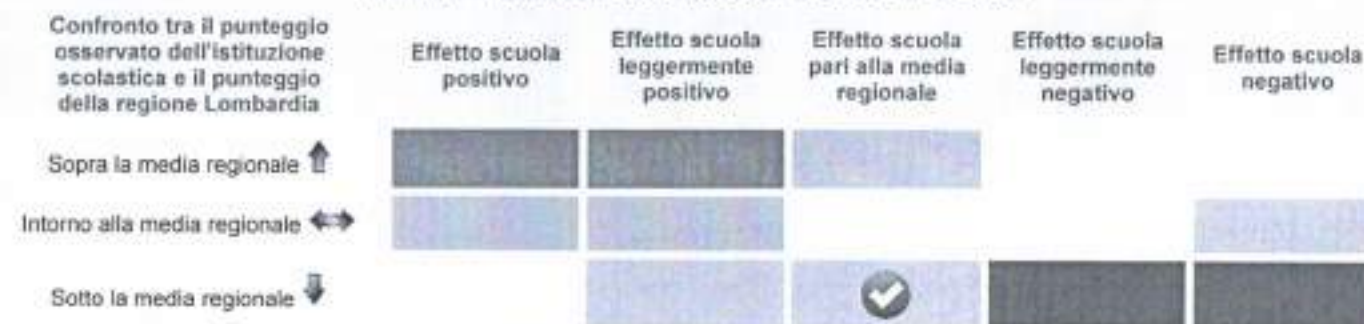 Confronto tra il punteggio
osservato dell'istituzione
scolastica e il punteggio
della regione Lombardia
Effetto scuola
positivo
Effetto scuola
leggermente
positivo
Effetto scuola
pari alla media
regionale
Effetto scuola
leggermente
negativo
Effetto scuola
negativo
Sopra la media regionale
Intorno alla media regionale
Sotto la media regionale